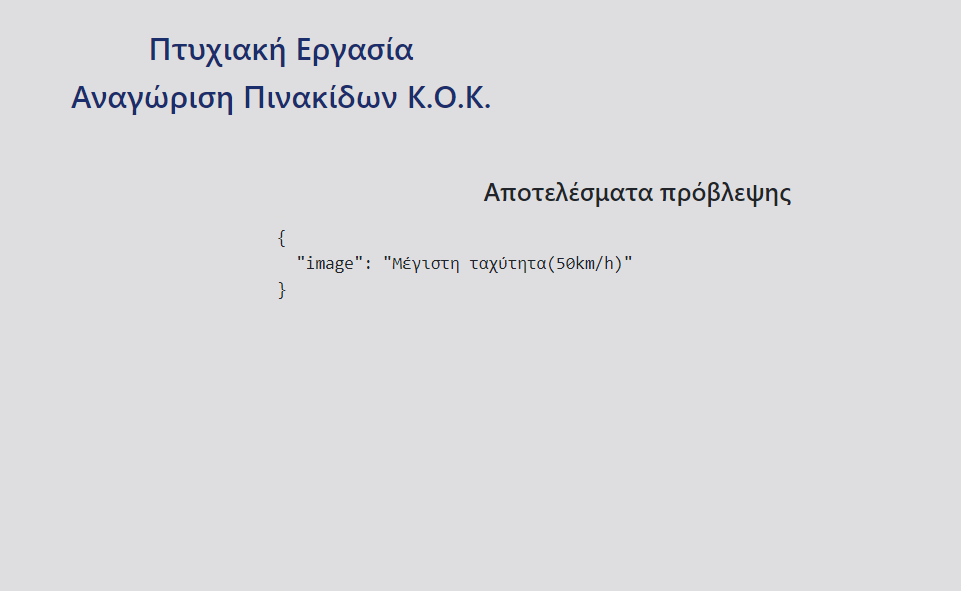 Πτυχιακή Εργασία
Αναγώριση Πινακίδων Κ.Ο.Κ.
Αποτελέσματα πρόβλεψης
{
"image": "Μέγιστη ταχύτητα(50km/h)"
}